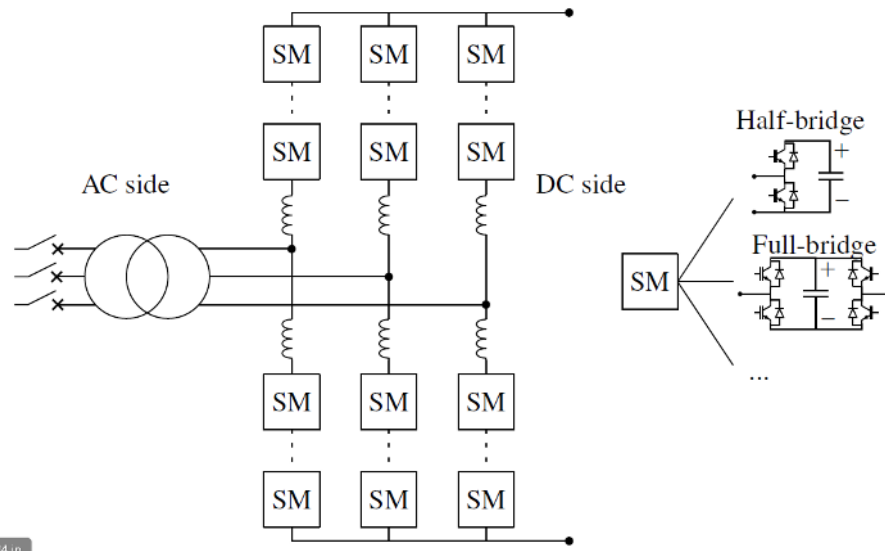 SM SM SM
SM SM SM
AC side
DC side
Half-bridge
+
−
Full-bridge
+
−
SM
...
SM SM SM
SM SM SM